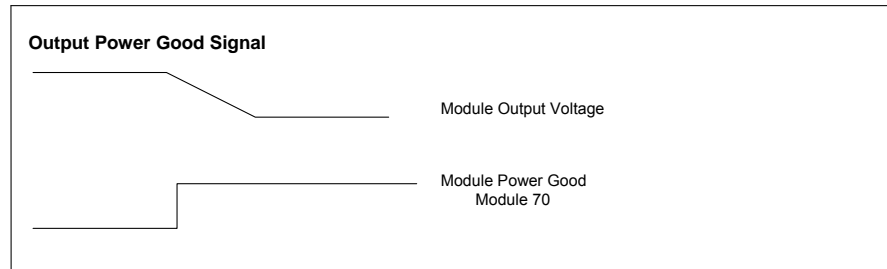 Output Power Good Signal
Module Output Voltage
Module Power Good
Module 70